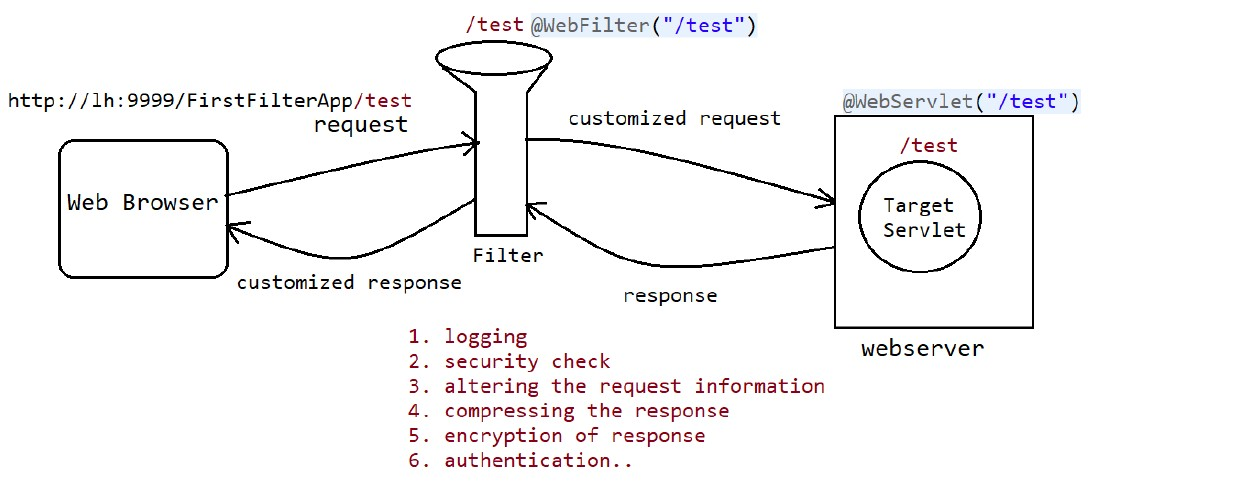 /test @WebFilter("/test")
http://lh:9999/FirstFilterApp/test
request
customized request
@WebServlet("/test")
/test
Web Browser
Target
Servlet
Filter
customized response
response
webserver
1. logging
2. security check
3. altering the request information
4. compressing the response
5. encryption of response
6. authentication..